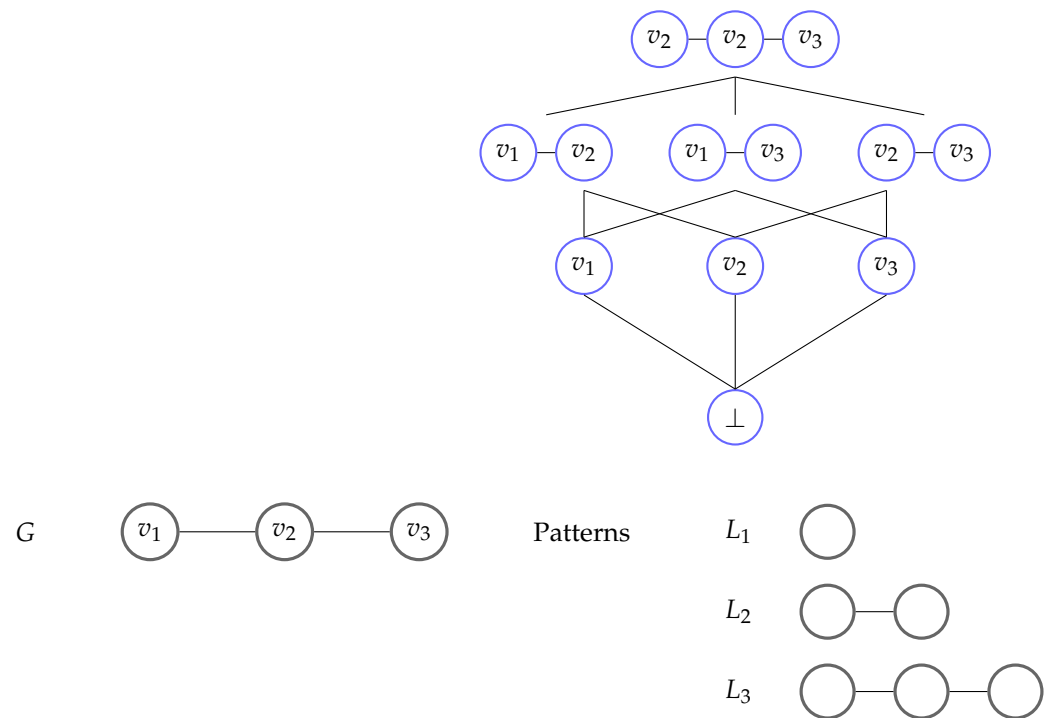 v₂ v₂ v₃
v₁ v₂ v₁ v₃ v₂ v₃
v₁ v₂ v₃
⊥
G v₁ v₂ v₃ Patterns L₁
L₂
L₃